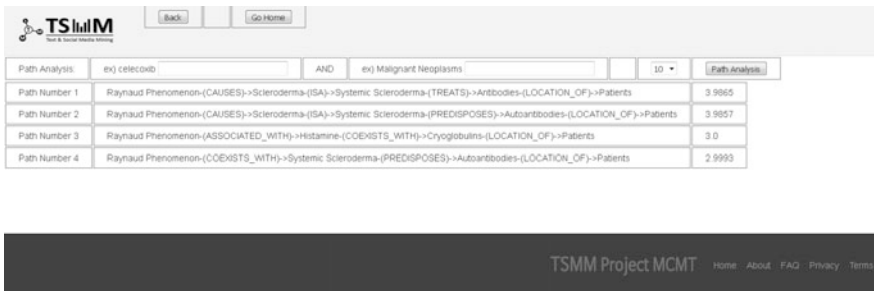 Back Go Home
TSMM
Text & Social Media Mining
Path Analysis: ex) celecoxib AND ex) Malignant Neoplasms 10 Path Analysis
Path Number 1 Raynaud Phenomenon-(CAUSES)->Scleroderma-(ISA)->Systemic Scleroderma-(TREATS)->Antibodies-(LOCATION_OF)->Patients 3.9865
Path Number 2 Raynaud Phenomenon-(CAUSES)->Scleroderma-(ISA)->Systemic Scleroderma-(PREDISPOSES)->Autoantibodies-(LOCATION_OF)->Patients 3.9857
Path Number 3 Raynaud Phenomenon-(ASSOCIATED_WITH)->Histamine-(COEXISTS_WITH)->Cryoglobulins-(LOCATION_OF)->Patients 3.0
Path Number 4 Raynaud Phenomenon-(COEXISTS_WITH)->Systemic Scleroderma-(PREDISPOSES)->Autoantibodies-(LOCATION_OF)->Patients 2.9993
TSMM Project MCMT Home About FAQ Privacy Terms